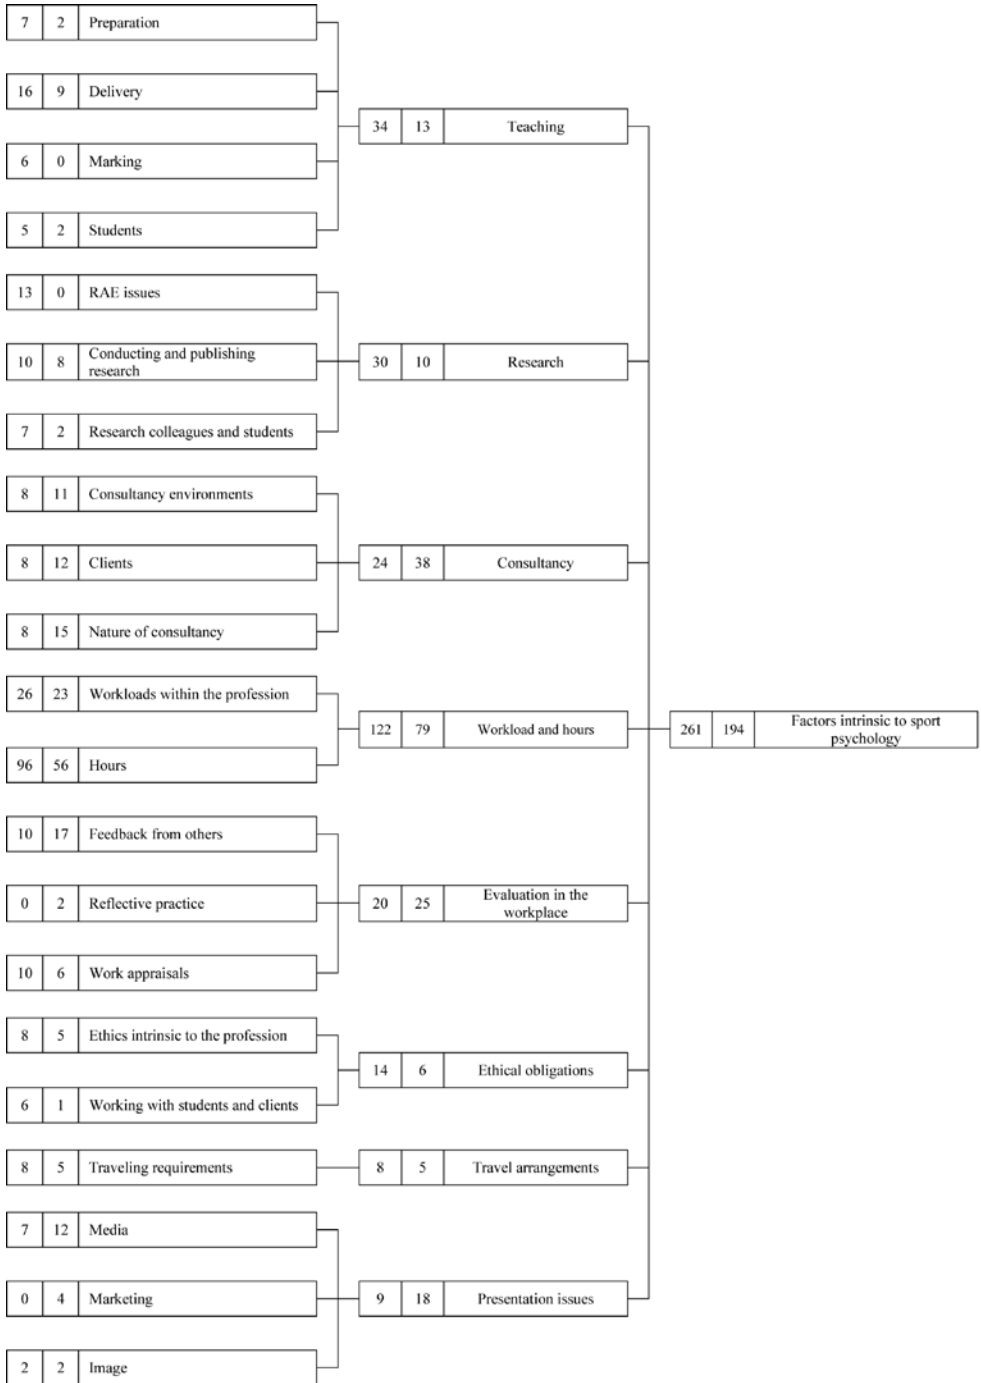 7 2 Preparation
16 9 Delivery
34 13 Teaching
6 0 Marking
5 2 Students
13 0 RAE issues
10 8 Conducting and publishing
research
30 10 Research
7 2 Research colleagues and students
8 11 Consultancy environments
8 12 Clients
24 38 Consultancy
8 15 Nature of consultancy
26 23 Workloads within the profession
122 79 Workload and hours
261 194 Factors intrinsic to sport
psychology
96 56 Hours
10 17 Feedback from others
0 2 Reflective practice
20 25 Evaluation in the
workplace
10 6 Work appraisals
8 5 Ethics intrinsic to the profession
14 6 Ethical obligations
6 1 Working with students and clients
8 5 Traveling requirements
8 5 Travel arrangements
7 12 Media
0 4 Marketing
9 18 Presentation issues
2 2 Image